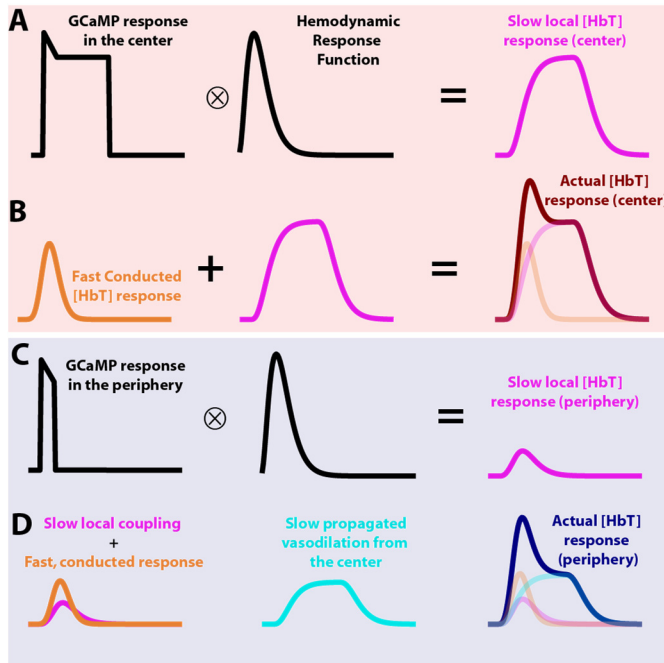 A
GCaMP response
in the center
Hemodynamic
Response
Function
Slow local [HbT]
response (center)
⊗
=
B
Fast Conducted
[HbT] response
+
=
Actual [HbT]
response (center)
C
GCaMP response
in the periphery
⊗
=
Slow local [HbT]
response (periphery)
D
Slow local coupling
+
Fast, conducted response
Slow propagated
vasodilation from
the center
Actual [HbT]
response
(periphery)